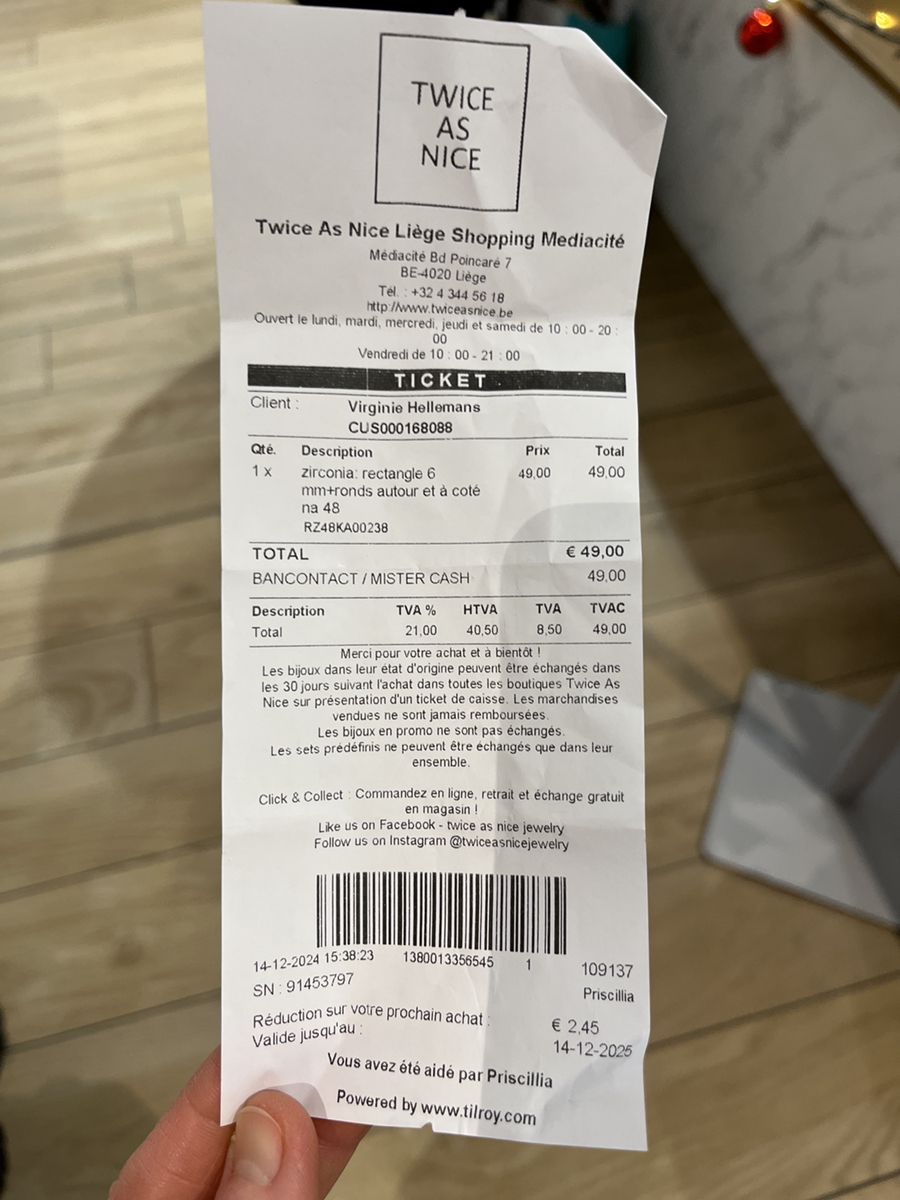 TWICE
AS
NICE
Twice As Nice Liège Shopping Mediacité
Médiacité Bd Poincaré 7
BE-4020 Liège
Tél. : +32 4 344 56 18
http://www.twiceasnice.be
Ouvert le lundi, mardi, mercredi, jeudi et samedi de 10 : 00 - 20 :
00
Vendredi de 10 : 00 - 21 : 00
TICKET
Client : Virginie Hellemans
CUS000168088
Qté. Description Prix Total
1 x zirconia: rectangle 6 49,00 49,00
mm+ronds autour et à coté
na 48
RZ48KA00238
TOTAL € 49,00
BANCONTACT / MISTER CASH 49,00
Description TVA % HTVA TVA TVAC
Total 21,00 40,50 8,50 49,00
Merci pour votre achat et à bientôt !
Les bijoux dans leur état d'origine peuvent être échangés dans
les 30 jours suivant l'achat dans toutes les boutiques Twice As
Nice sur présentation d'un ticket de caisse. Les marchandises
vendues ne sont jamais remboursées.
Les bijoux en promo ne sont pas échangés.
Les sets prédéfinis ne peuvent être échangés que dans leur
ensemble.
Click & Collect : Commandez en ligne, retrait et échange gratuit
en magasin !
Like us on Facebook - twice as nice jewelry
Follow us on Instagram @twiceasnicejewelry
14-12-2024 15:38:23 1380013356545 1 109137
SN : 91453797 Priscillia
Réduction sur votre prochain achat : € 2,45
Valide jusqu'au : 14-12-2025
Vous avez été aidé par Priscillia
Powered by www.tilroy.com